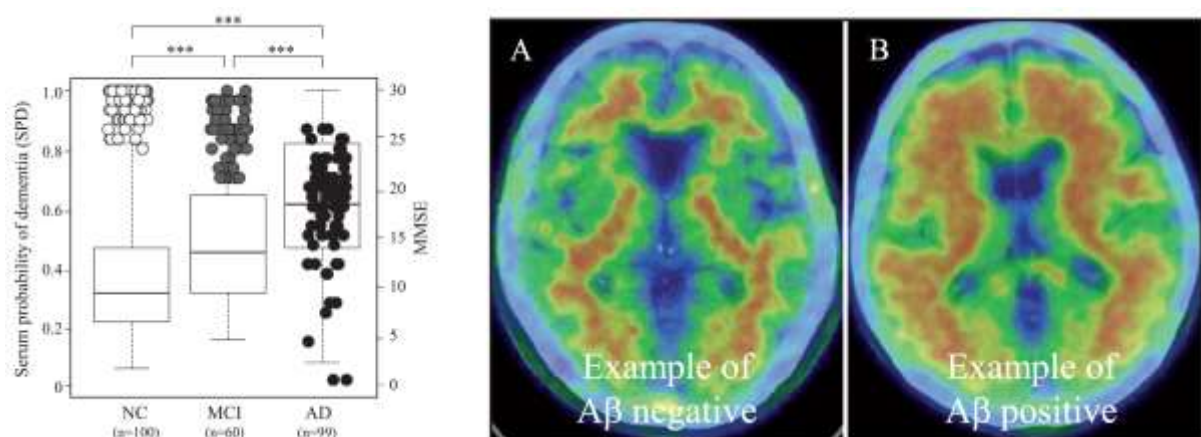 ***
***
***
Serum probability of dementia (SPD)
1.0
0.8
0.6
0.4
0.2
0
30
25
20
15
10
5
0
MMSE
NC
MCI
AD
(n=100)
(n=60)
(n=99)
A
Example of
Aβ negative
B
Example of
Aβ positive